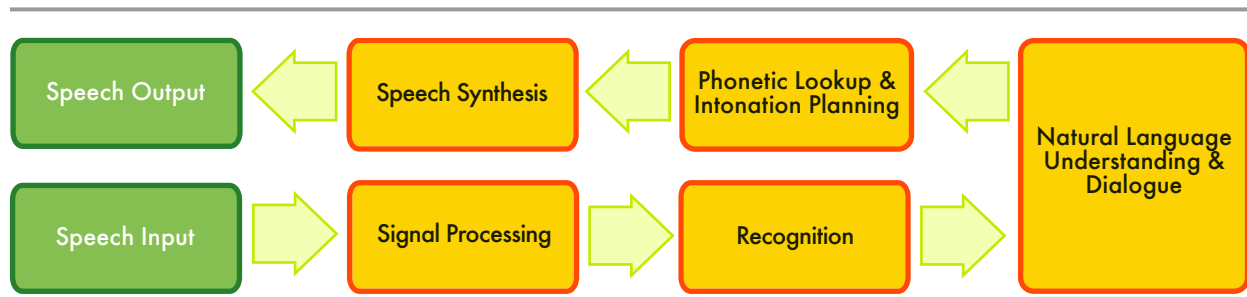 Speech Output
Speech Synthesis
Phonetic Lookup &
Intonation Planning
Natural Language
Understanding &
Dialogue
Speech Input
Signal Processing
Recognition